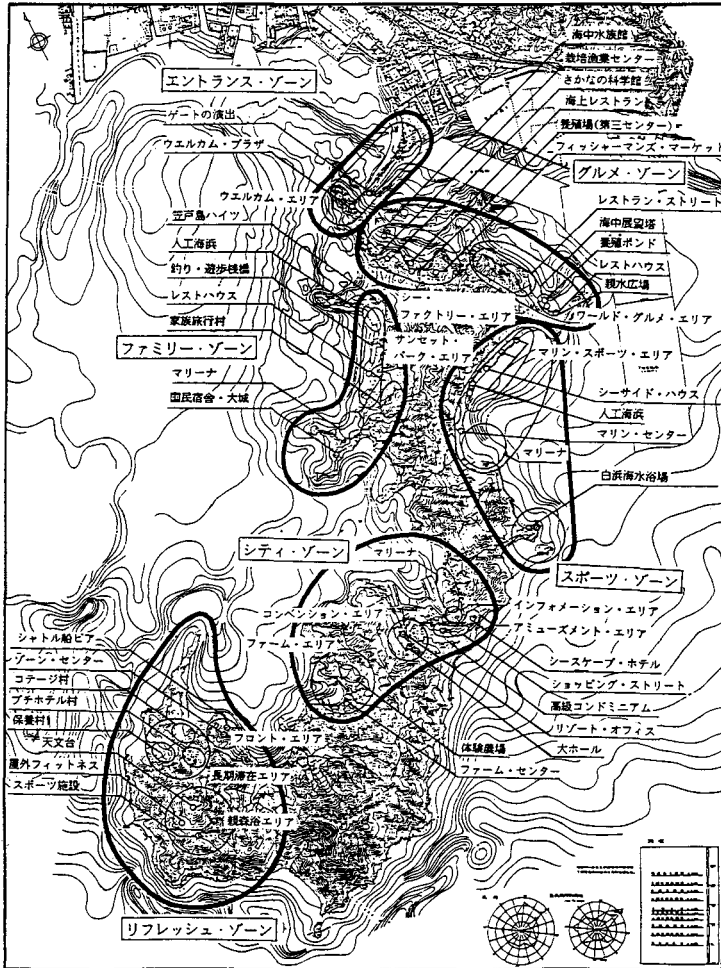 海中水族館
栽培漁業センター
さかなの科学館
海上レストラン
養殖場(第三センター)
フィッシャーマンズ・マーケット
エントランス・ゾーン
ゲートの演出
ウエルカム・プラザ
ウエルカム・エリア
グルメ・ゾーン
レストラン・ストリート
海中展望塔
養殖ポンド
レストハウス
親水広場
ワールド・グルメ・エリア
笠戸島ハイツ
人工海浜
釣り・遊歩桟橋
レストハウス
家族旅行村
シー・
ファクトリー・エリア
サンセット・
パーク・エリア
ファミリー・ゾーン
マリーナ
国民宿舎・大城
マリン・スポーツ・エリア
シーサイド・ハウス
人工海浜
マリン・センター
マリーナ
白浜海水浴場
スポーツ・ゾーン
シティ・ゾーン
マリーナ
コンベンション・エリア
ファーム・エリア
インフォメーション・エリア
アミューズメント・エリア
シースケープ・ホテル
ショッピング・ストリート
高級コンドミニアム
リゾート・オフィス
大ホール
体験農場
ファーム・センター
シャトル船ピア
ゾーン・センター
コテージ村
プチホテル村
保養村
天文台
屋外フィットネス
スポーツ施設
フロント・エリア
長期滞在エリア
森浴エリア
リフレッシュ・ゾーン